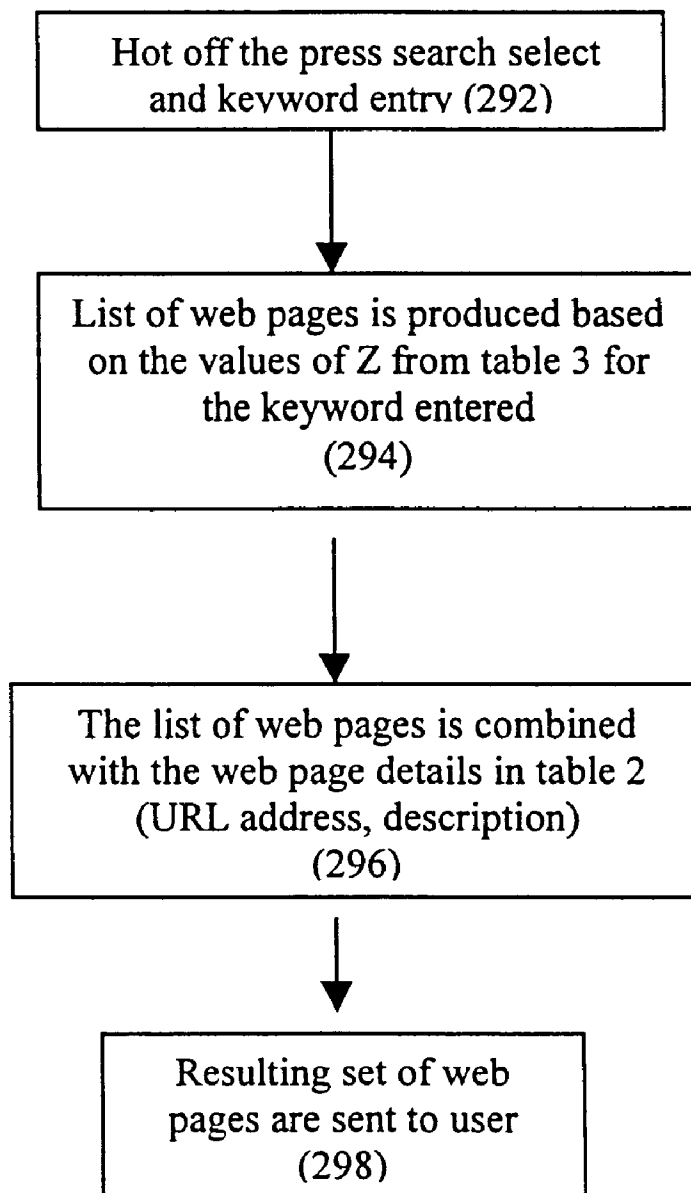 Hot off the press search select
and keyword entry (292)
List of web pages is produced based
on the values of Z from table 3 for
the keyword entered
(294)
The list of web pages is combined
with the web page details in table 2
(URL address, description)
(296)
Resulting set of web
pages are sent to user
(298)